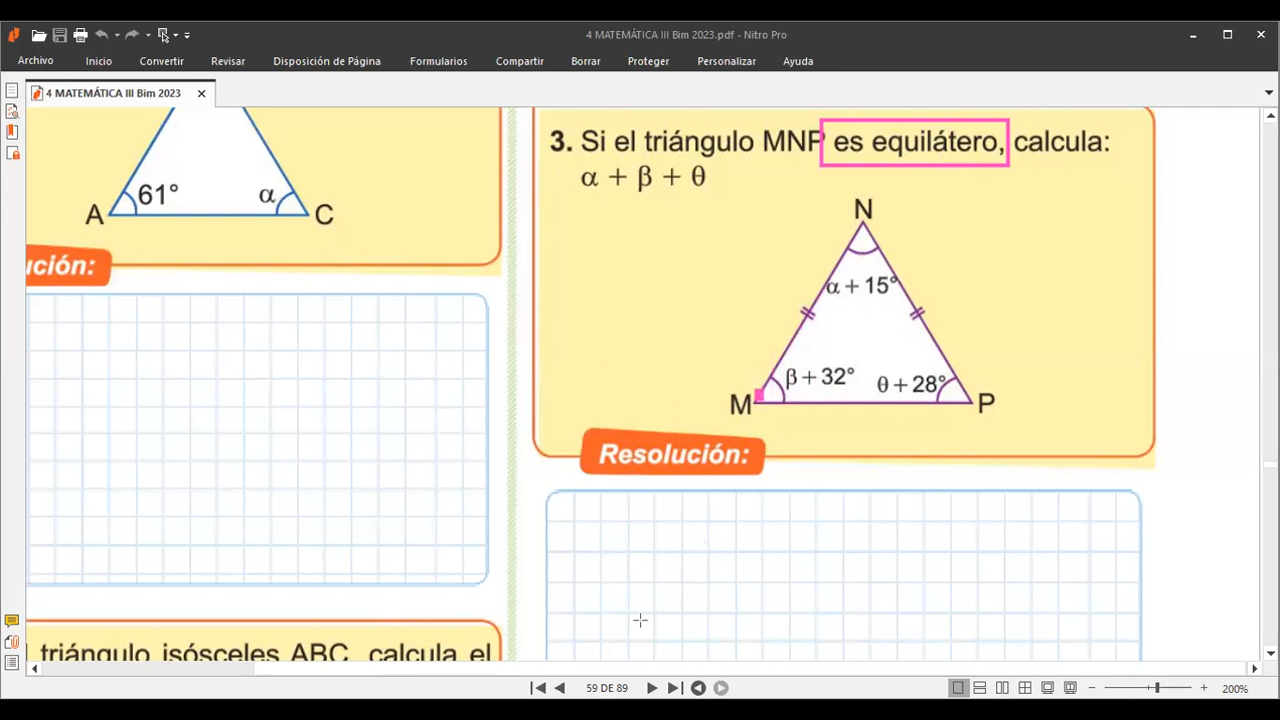 4 MATEMÁTICA III Bim 2023.pdf - Nitro Pro
Archivo Inicio Convertir Revisar Disposición de Página Formularios Compartir Borrar Proteger Personalizar Ayuda
4 MATEMÁTICA III Bim 2023
A
61°
α
C
ución:
triángulo isósceles ABC, calcula el
3. Si el triángulo MNP es equilátero, calcula:
α + β + θ
N
α + 15°
β + 32°
θ + 28°
M
P
Resolución:
59 DE 89
200%